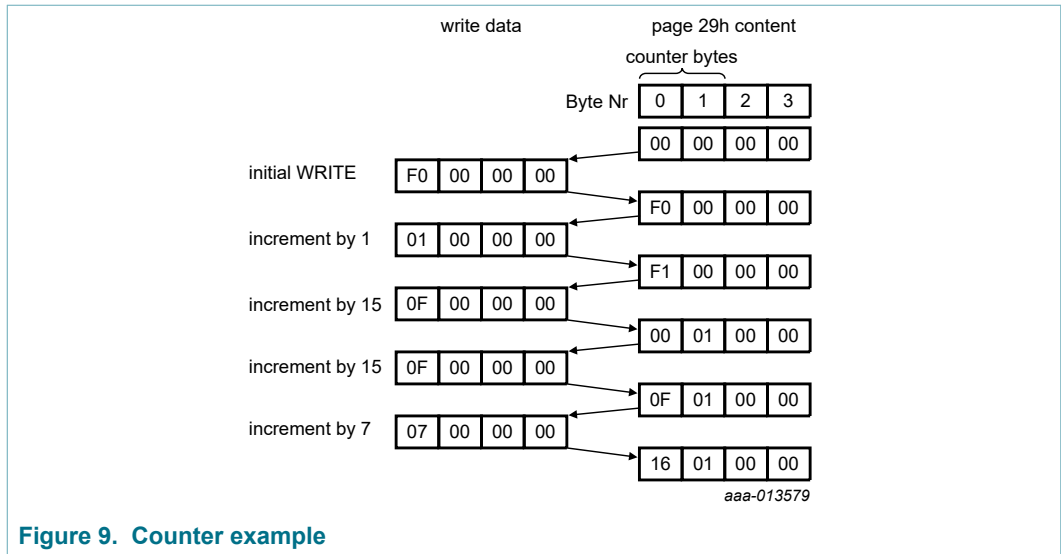 write data page 29h content
counter bytes
Byte Nr 0 1 2 3
00 00 00 00
initial WRITE F0 00 00 00
F0 00 00 00
increment by 1 01 00 00 00
F1 00 00 00
increment by 15 0F 00 00 00
00 01 00 00
increment by 15 0F 00 00 00
0F 01 00 00
increment by 7 07 00 00 00
16 01 00 00
aaa-013579
Figure 9. Counter example